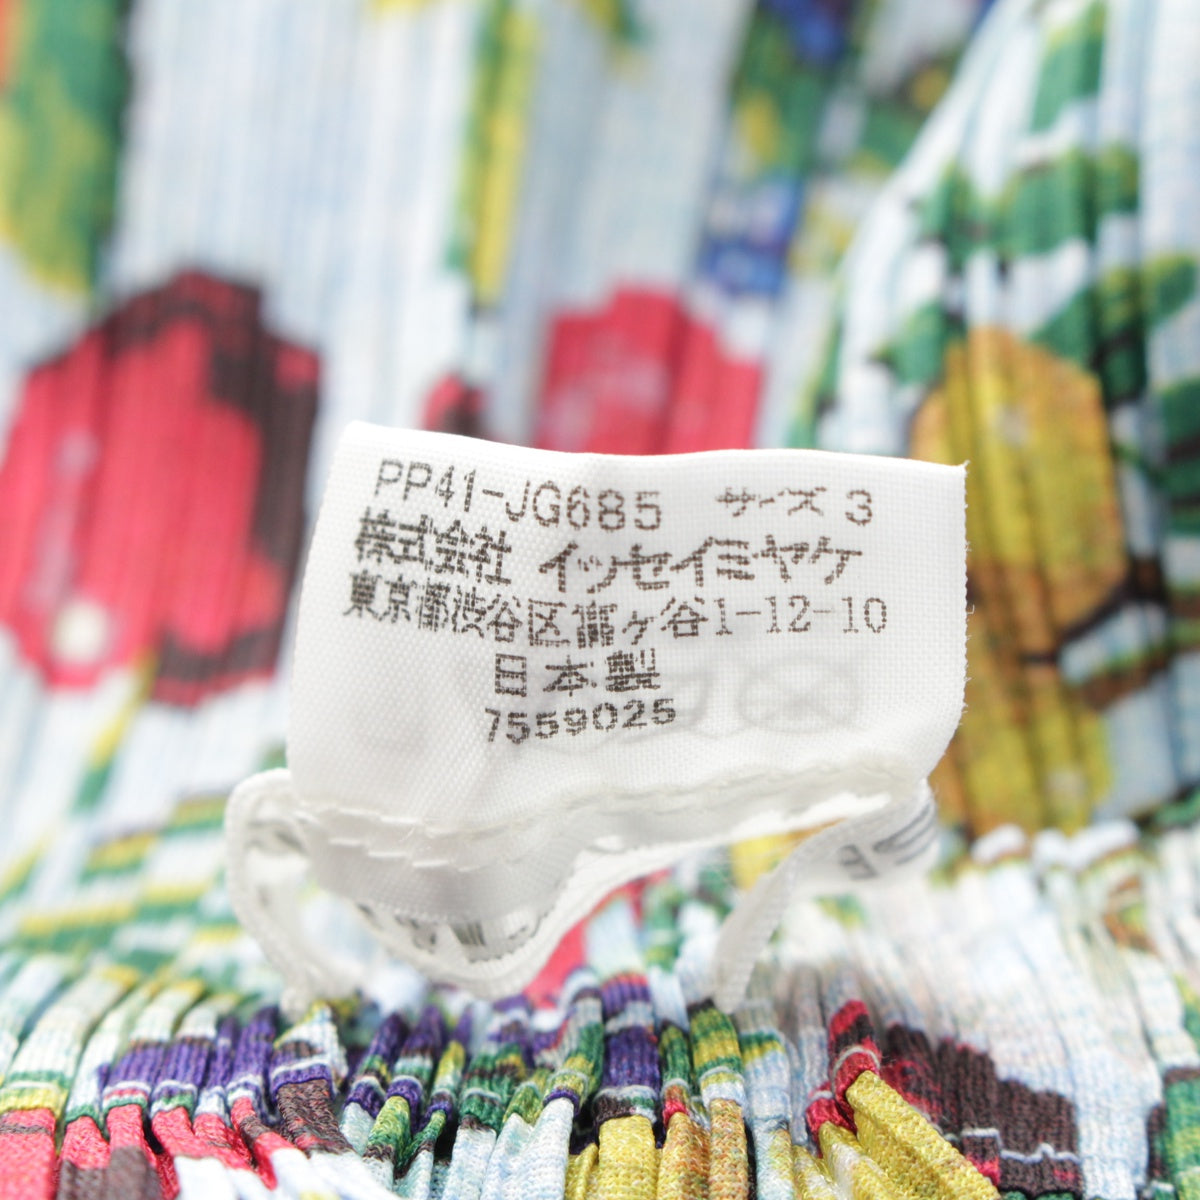 PP41-JG685 サイズ 3
株式会社 イッセイミヤケ
東京都渋谷区富ヶ谷1-12-10
日本製
7559025